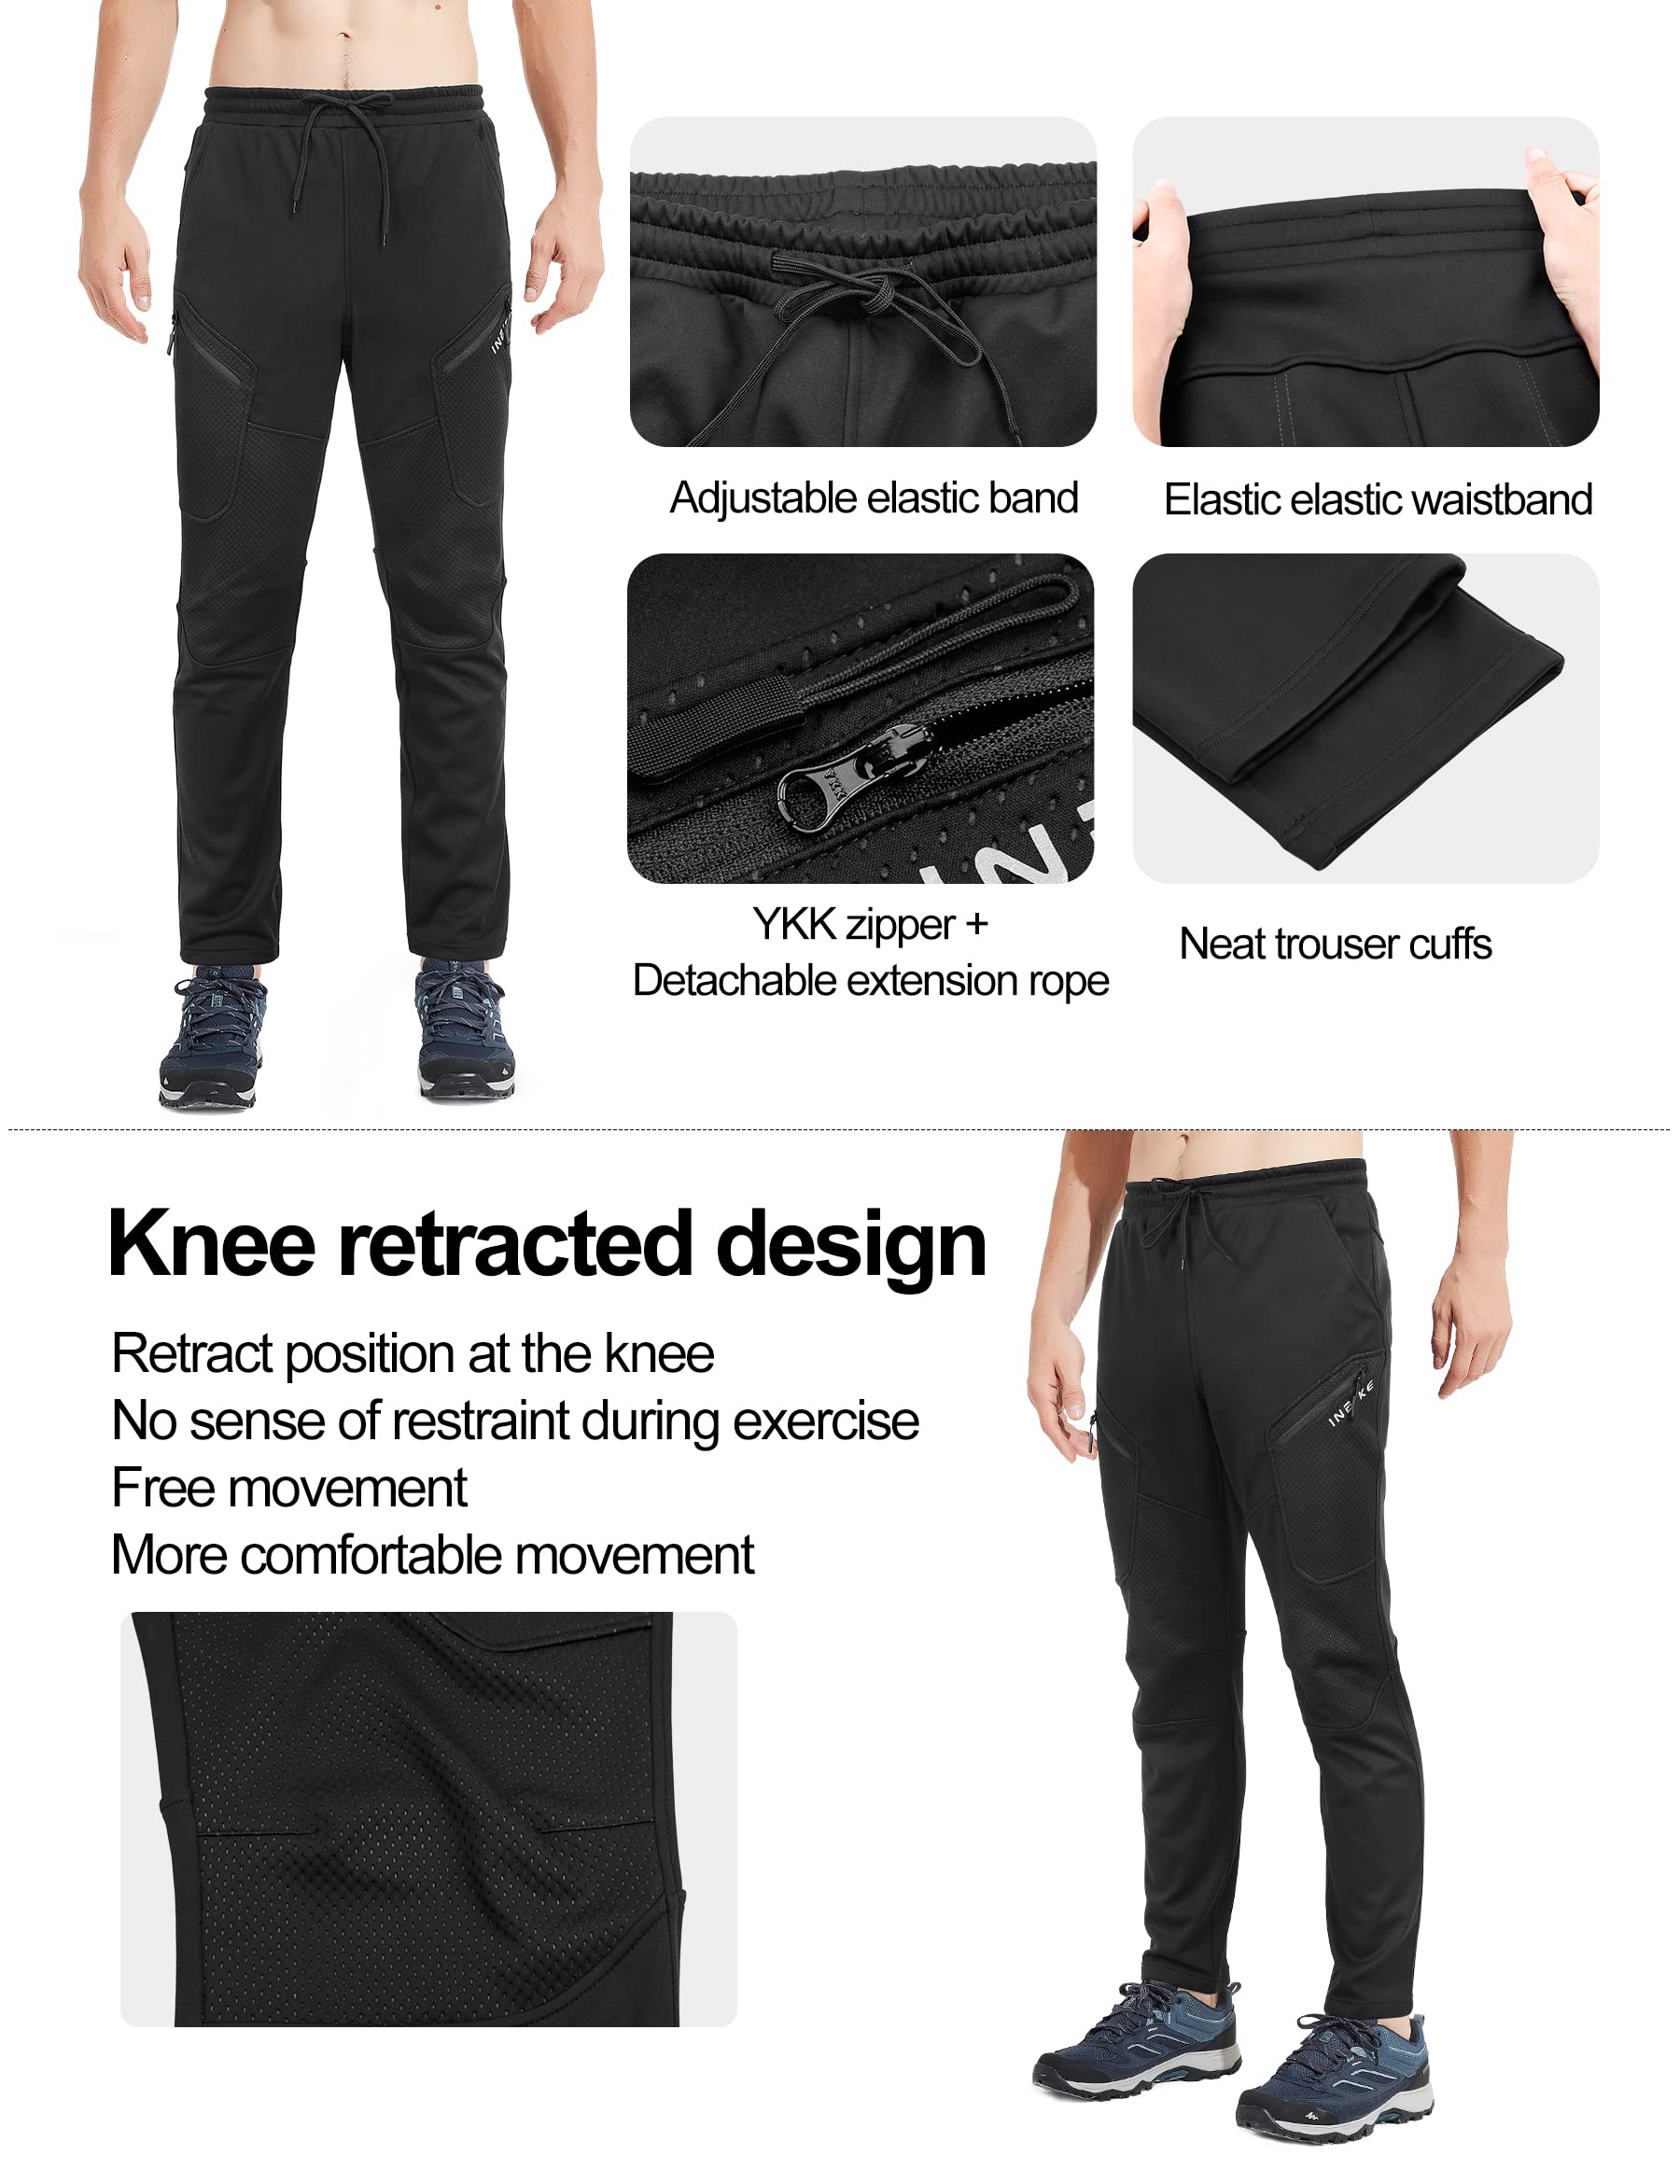 Adjustable elastic band
Elastic elastic waistband
YKK
YKK zipper +
Detachable extension rope
Neat trouser cuffs
Knee retracted design
Retract position at the knee
No sense of restraint during exercise
Free movement
More comfortable movement